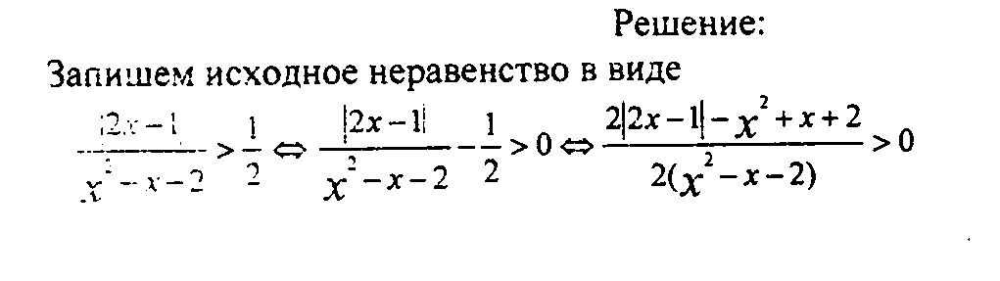 Решение:
Запишем исходное неравенство в виде
|2x-1| / (x²-x-2) > 1/2 ⇔ |2x-1| / (x²-x-2) - 1/2 > 0 ⇔ (2|2x-1|-x²+x+2) / (2(x²-x-2)) > 0